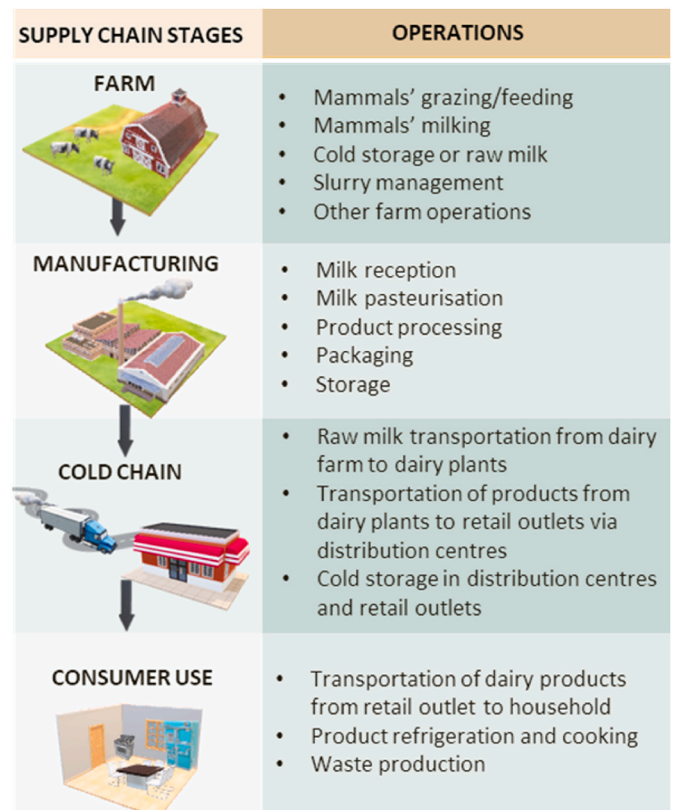 SUPPLY CHAIN STAGES
OPERATIONS
FARM
• Mammals’ grazing/feeding
• Mammals’ milking
• Cold storage or raw milk
• Slurry management
• Other farm operations
MANUFACTURING
• Milk reception
• Milk pasteurisation
• Product processing
• Packaging
• Storage
COLD CHAIN
• Raw milk transportation from dairy
farm to dairy plants
• Transportation of products from
dairy plants to retail outlets via
distribution centres
• Cold storage in distribution centres
and retail outlets
CONSUMER USE
• Transportation of dairy products
from retail outlet to household
• Product refrigeration and cooking
• Waste production